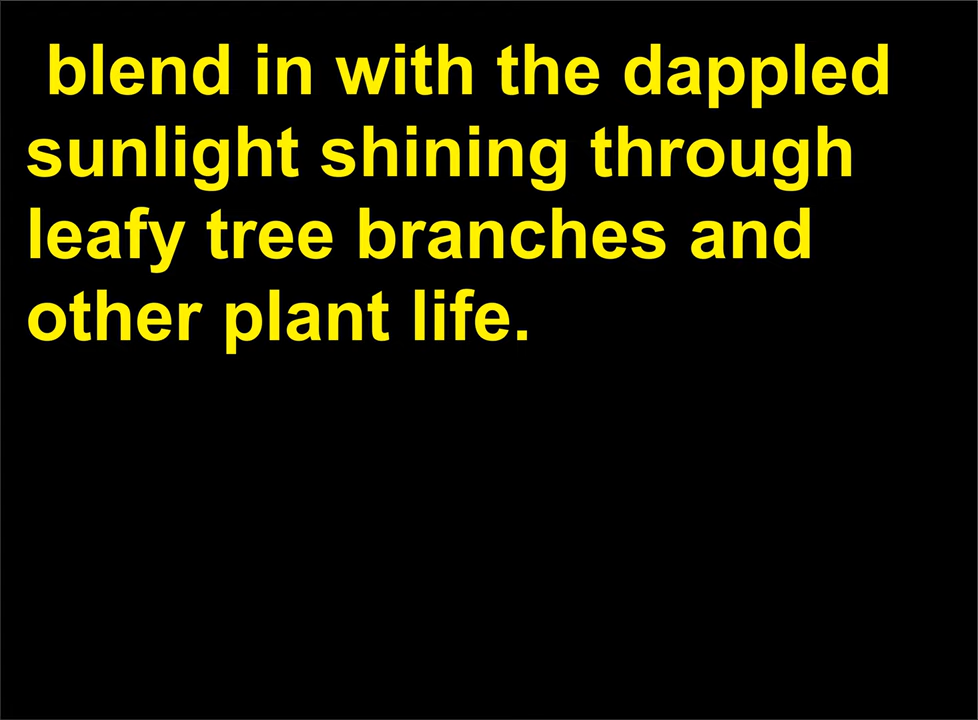 blend in with the dappled
sunlight shining through
leafy tree branches and
other plant life.